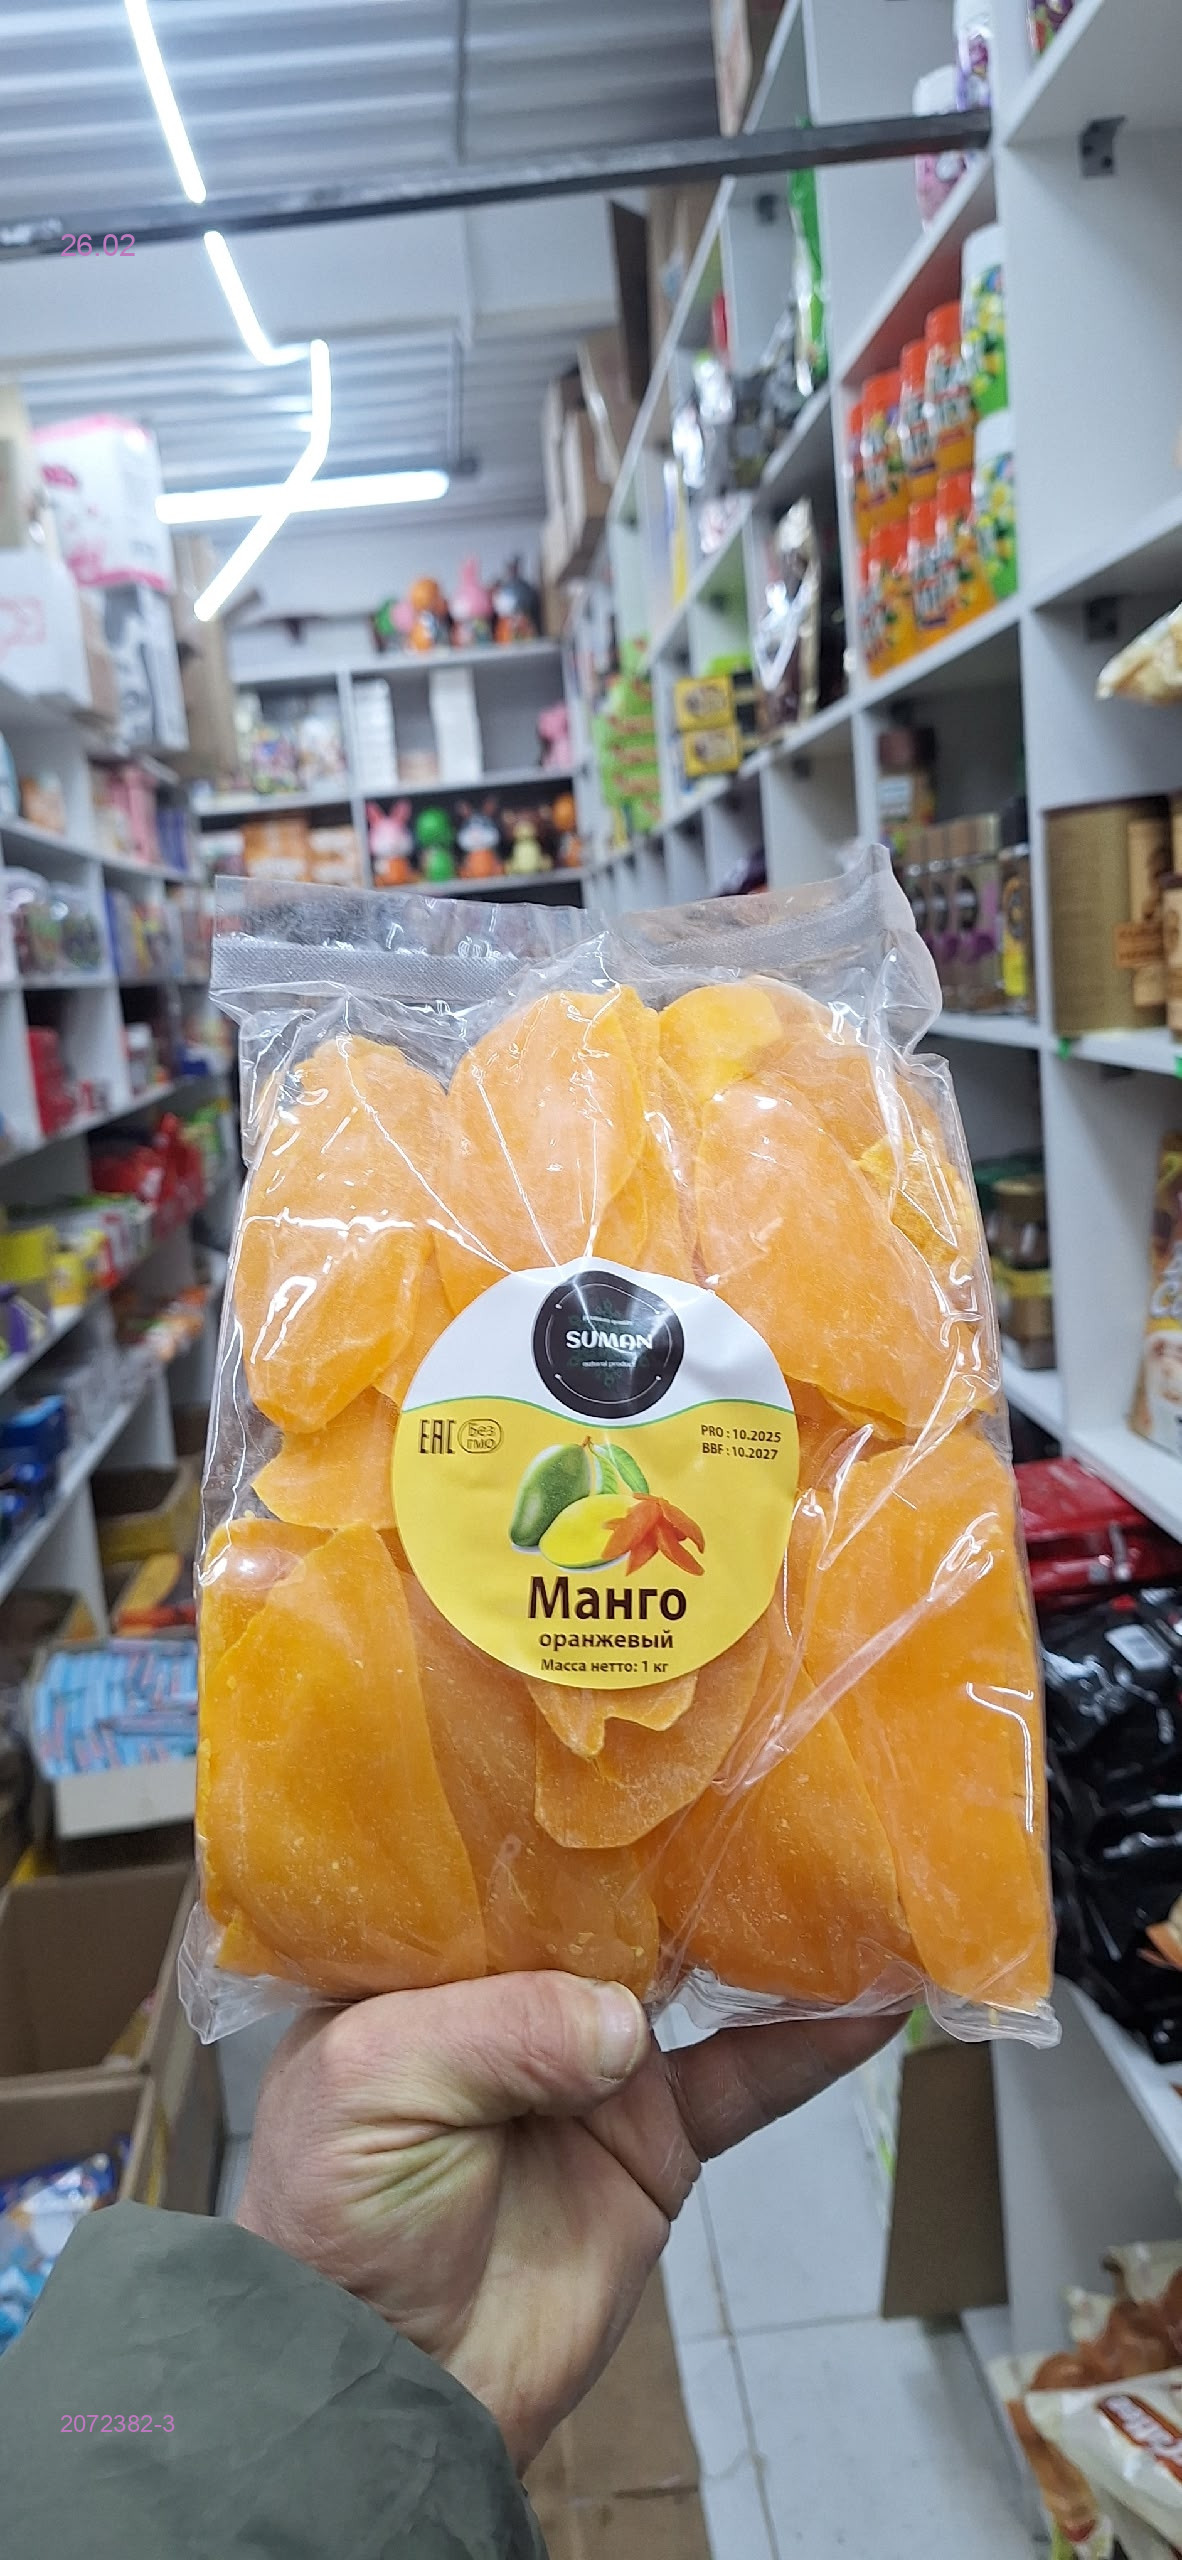 26.02
SUMAN
natural product
EAC
Без
ГМО
PRO : 10.2025
BBF : 10.2027
Манго
оранжевый
Масса нетто: 1 кг
2072382-3